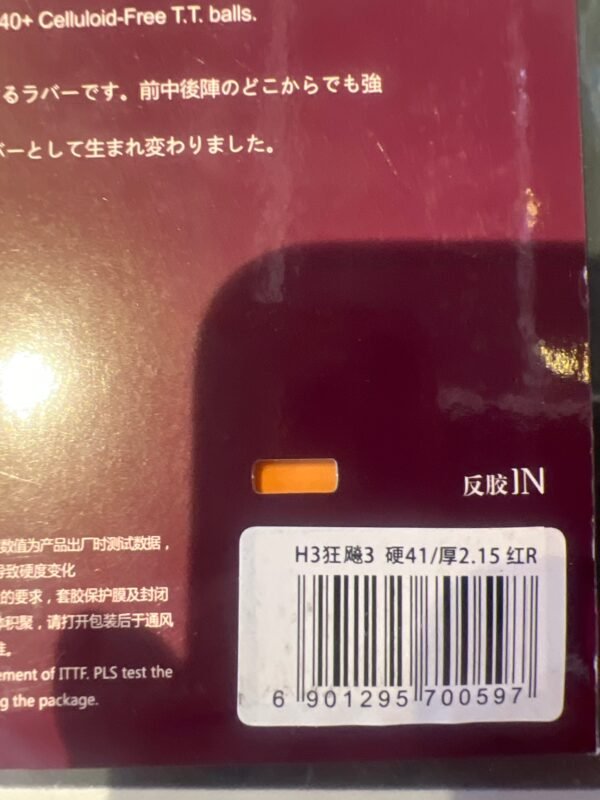 40+ Celluloid-Free T.T. balls.
るラバーです。前中後陣のどこからでも強
バーとして生まれ変わりました。
反胶IN
数值为产品出厂时测试数据，
导致硬度变化
的要求，套胶保护膜及封闭
体积聚，请打开包装后于通风
准。
ement of ITTF. PLS test the
g the package.
H3狂飚3 硬41/厚2.15 红R
6 901295 700597